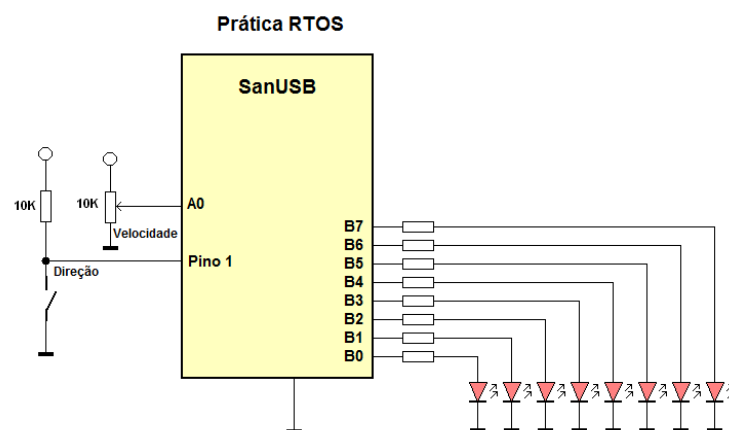 Prática RTOS
SanUSB
10K
10K
A0
Velocidade
Direção
Pino 1
B7
B6
B5
B4
B3
B2
B1
B0